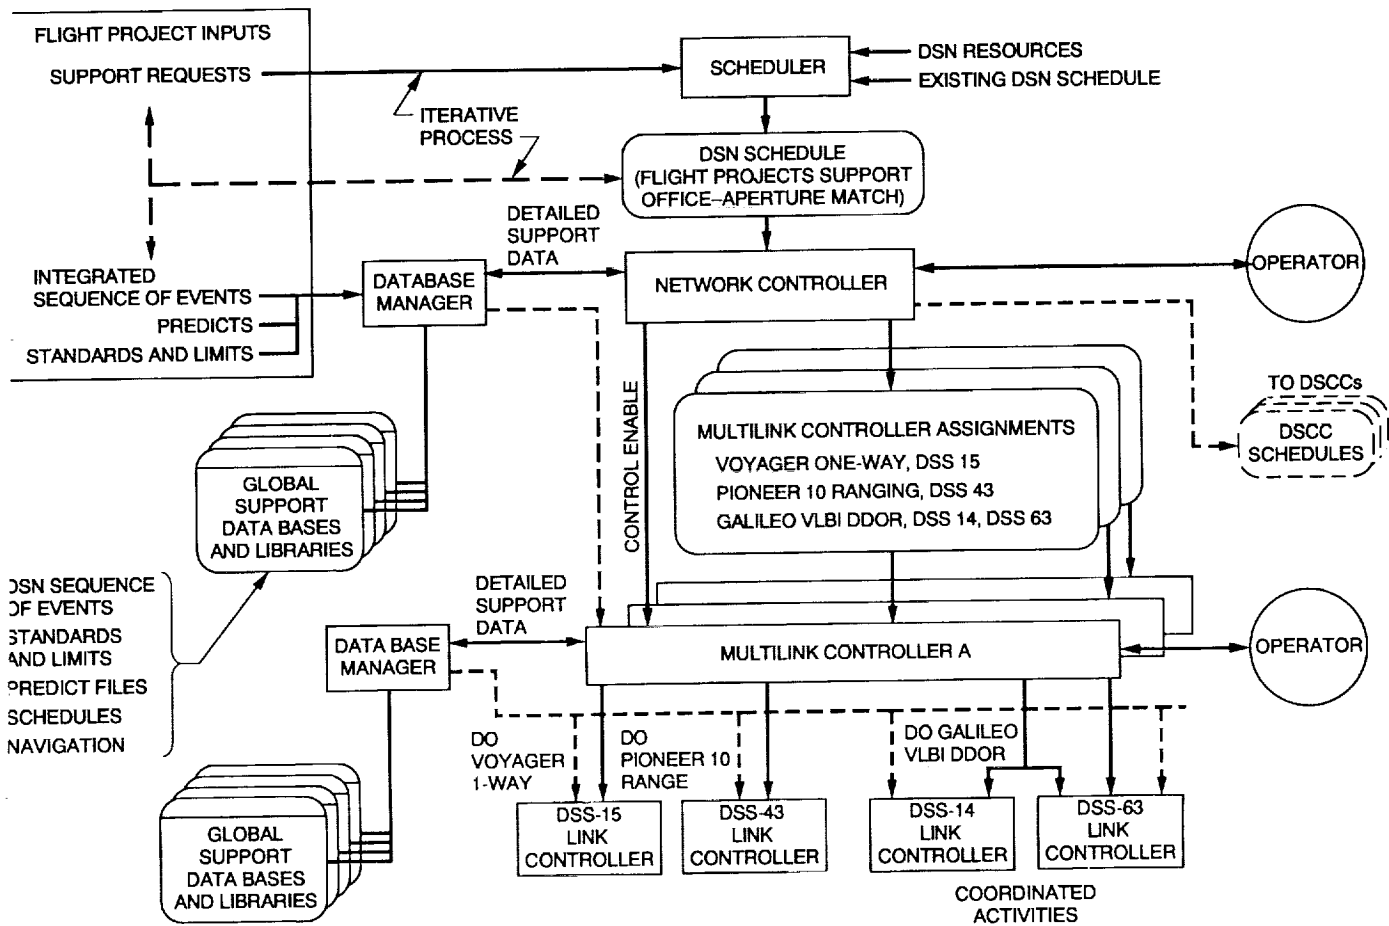 FLIGHT PROJECT INPUTS
SUPPORT REQUESTS
ITERATIVE
PROCESS
SCHEDULER
DSN RESOURCES
EXISTING DSN SCHEDULE
DSN SCHEDULE
(FLIGHT PROJECTS SUPPORT
OFFICE–APERTURE MATCH)
INTEGRATED
SEQUENCE OF EVENTS
PREDICTS
STANDARDS AND LIMITS
DATABASE
MANAGER
DETAILED
SUPPORT
DATA
NETWORK CONTROLLER
OPERATOR
CONTROL ENABLE
MULTILINK CONTROLLER ASSIGNMENTS
VOYAGER ONE-WAY, DSS 15
PIONEER 10 RANGING, DSS 43
GALILEO VLBI DDOR, DSS 14, DSS 63
TO DSCCs
DSCC
SCHEDULES
GLOBAL
SUPPORT
DATA BASES
AND LIBRARIES
SEQUENCE
EVENTS
STANDARDS
AND LIMITS
PREDICT FILES
SCHEDULES
NAVIGATION
DATA BASE
MANAGER
DETAILED
SUPPORT
DATA
MULTILINK CONTROLLER A
OPERATOR
GLOBAL
SUPPORT
DATA BASES
AND LIBRARIES
DO
VOYAGER
1-WAY
DO
PIONEER 10
RANGE
DO GALILEO
VLBI DDOR
DSS-15
LINK
CONTROLLER
DSS-43
LINK
CONTROLLER
DSS-14
LINK
CONTROLLER
DSS-63
LINK
CONTROLLER
COORDINATED
ACTIVITIES